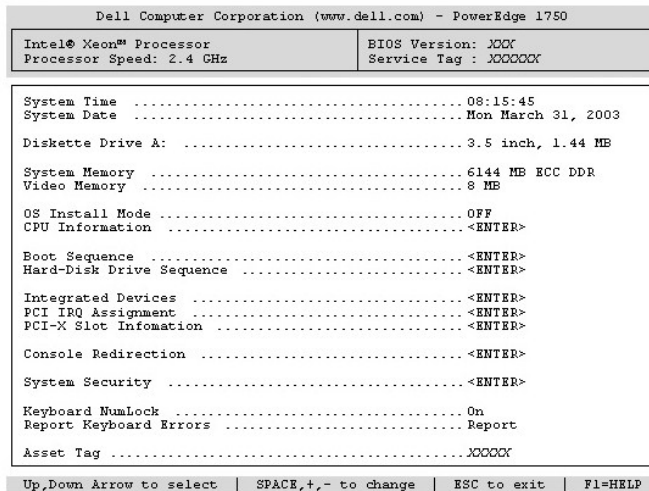 Dell Computer Corporation (www.dell.com) - PowerEdge 1750
Intel® Xeon™ Processor
Processor Speed: 2.4 GHz
BIOS Version: XXX
Service Tag : XXXXXX
System Time ........................................ 08:15:45
System Date ........................................ Mon March 31, 2003
Diskette Drive A: .................................. 3.5 inch, 1.44 MB
System Memory ...................................... 6144 MB ECC DDR
Video Memory ....................................... 8 MB
OS Install Mode .................................... OFF
CPU Information .................................... <ENTER>
Boot Sequence ...................................... <ENTER>
Hard-Disk Drive Sequence ........................... <ENTER>
Integrated Devices ................................. <ENTER>
PCI IRQ Assignment ................................. <ENTER>
PCI-X Slot Infomation .............................. <ENTER>
Console Redirection ................................ <ENTER>
System Security .................................... <ENTER>
Keyboard NumLock ................................... On
Report Keyboard Errors ............................. Report
Asset Tag .......................................... XXXXX
Up,Down Arrow to select | SPACE,+,- to change | ESC to exit | F1=HELP